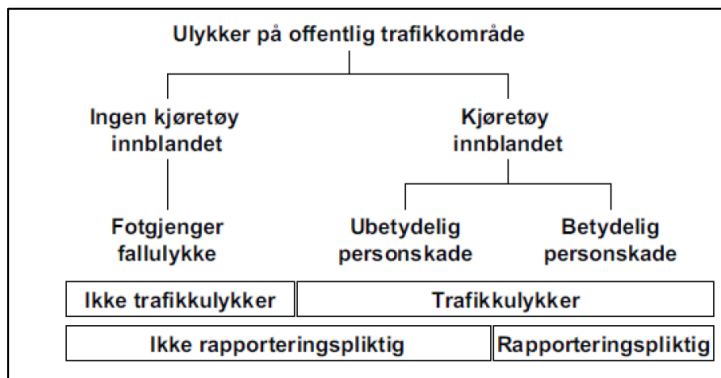 Ulykker på offentlig trafikkområde
Ingen kjøretøy
innblandet
Kjøretøy
innblandet
Fotgjenger
fallulykke
Ubetydelig
personskade
Betydelig
personskade
Ikke trafikkulykker
Trafikkulykker
Ikke rapporteringspliktig
Rapporteringspliktig